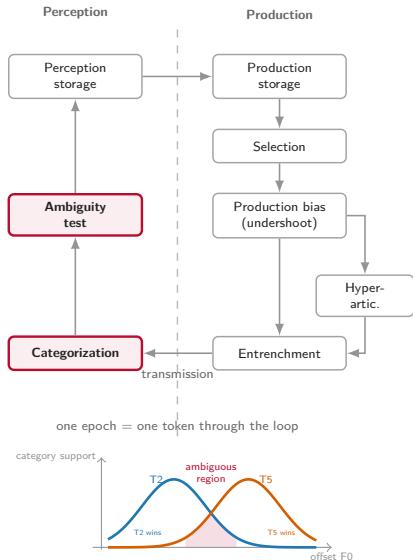 Perception
Production
Perception
storage
Production
storage
Selection
Ambiguity
test
Production bias
(undershoot)
Hyper-
artic.
Categorization
Entrenchment
transmission
one epoch = one token through the loop
category support
ambiguous
region
T2
T5
T2 wins
T5 wins
offset F0